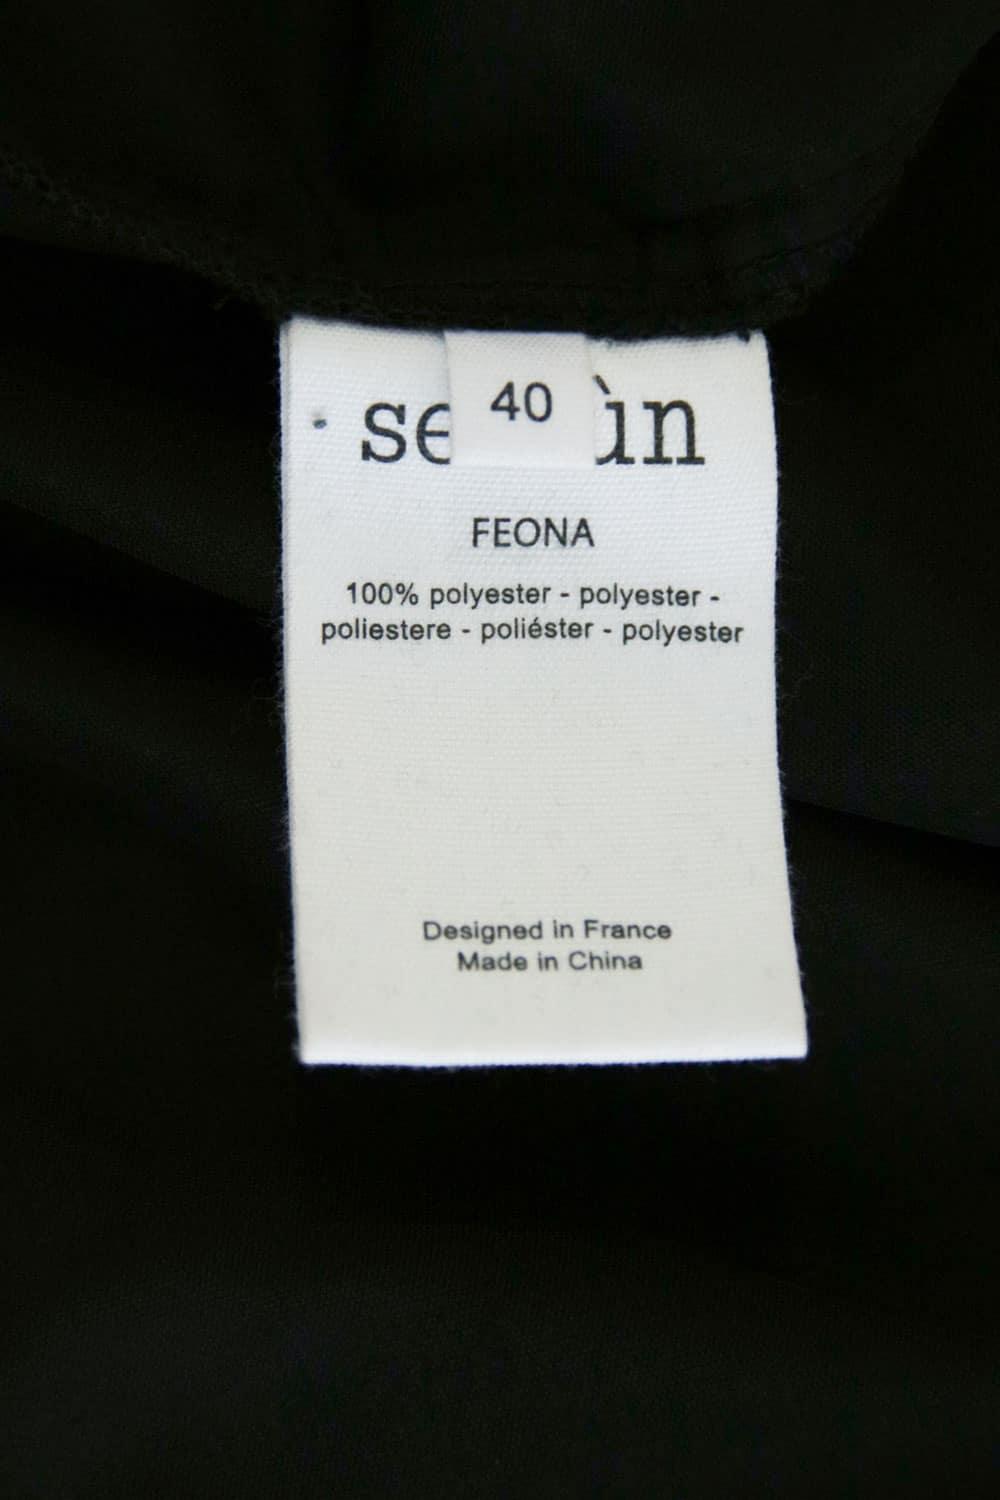 40
FEONA
100% polyester - polyester -
poliestere - poliéster - polyester
Designed in France
Made in China